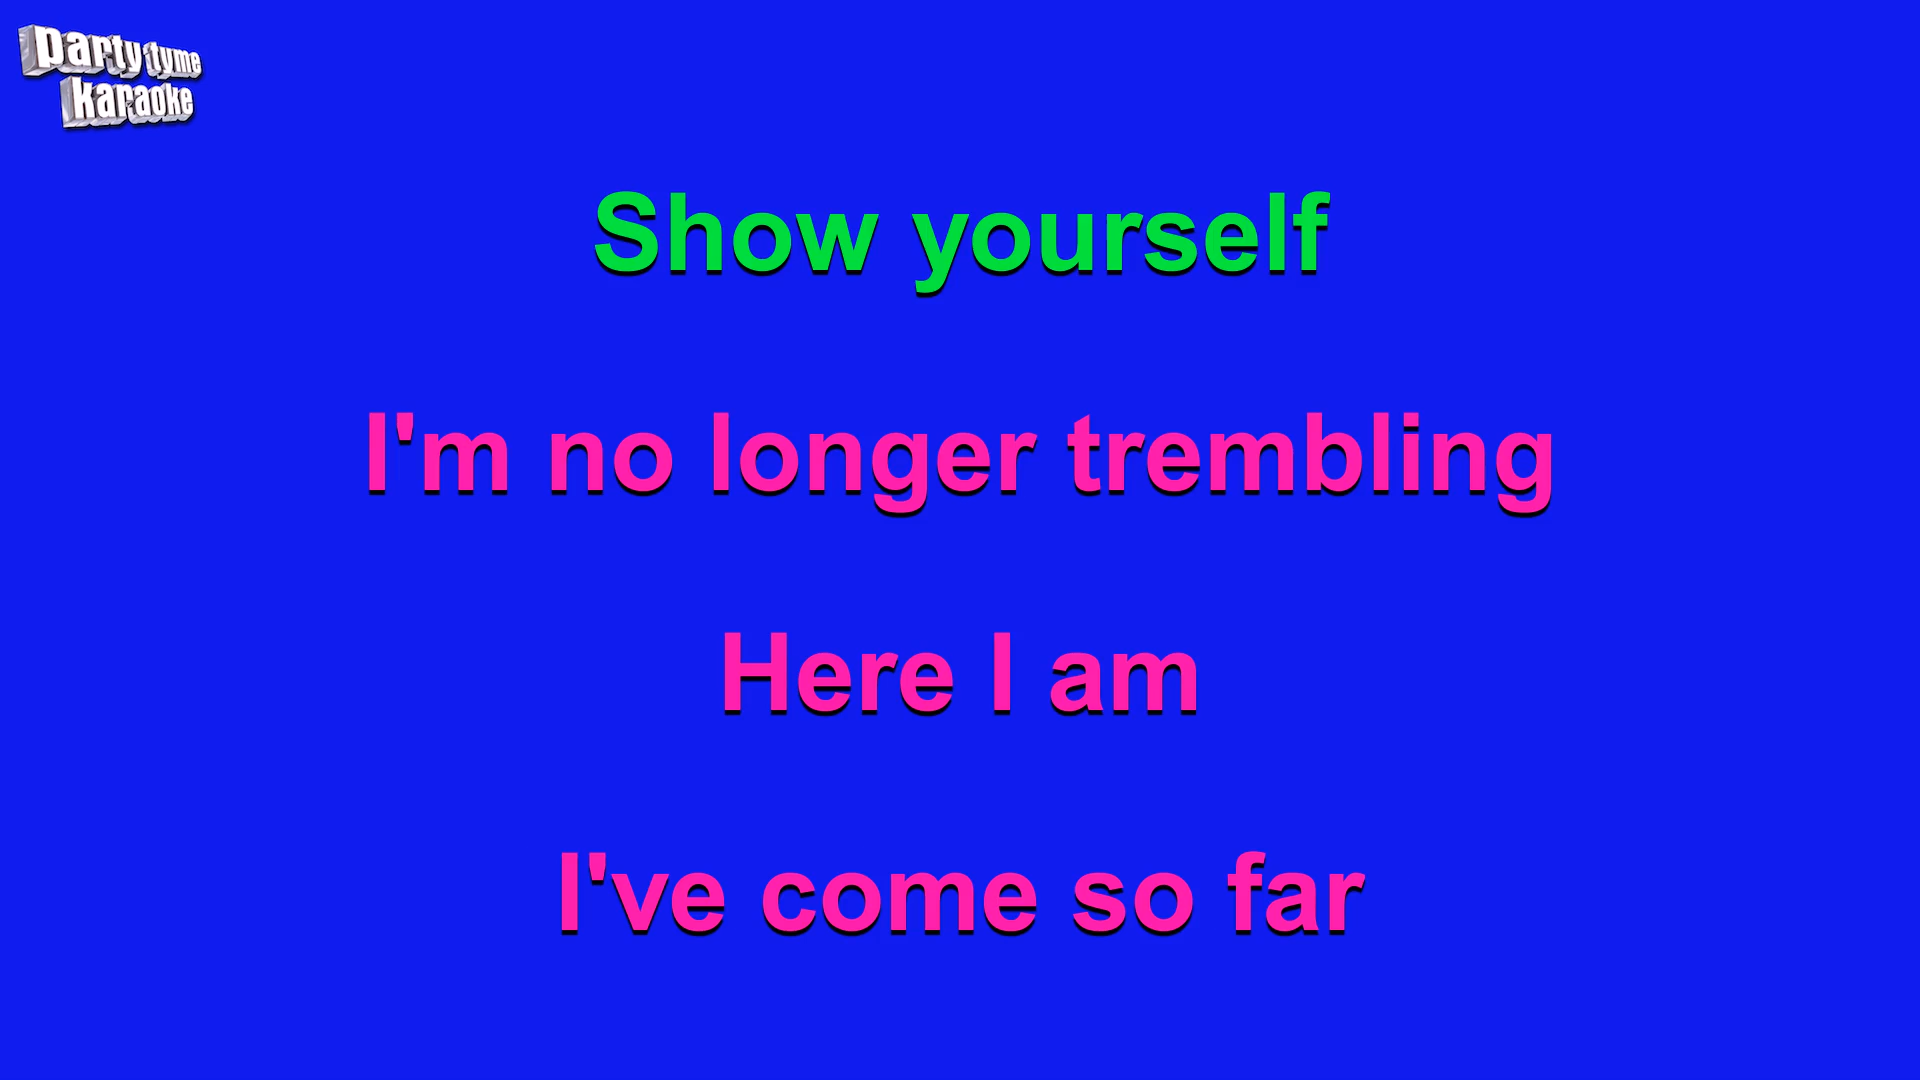 party tyme
karaoke
Show yourself
I'm no longer trembling
Here I am
I've come so far